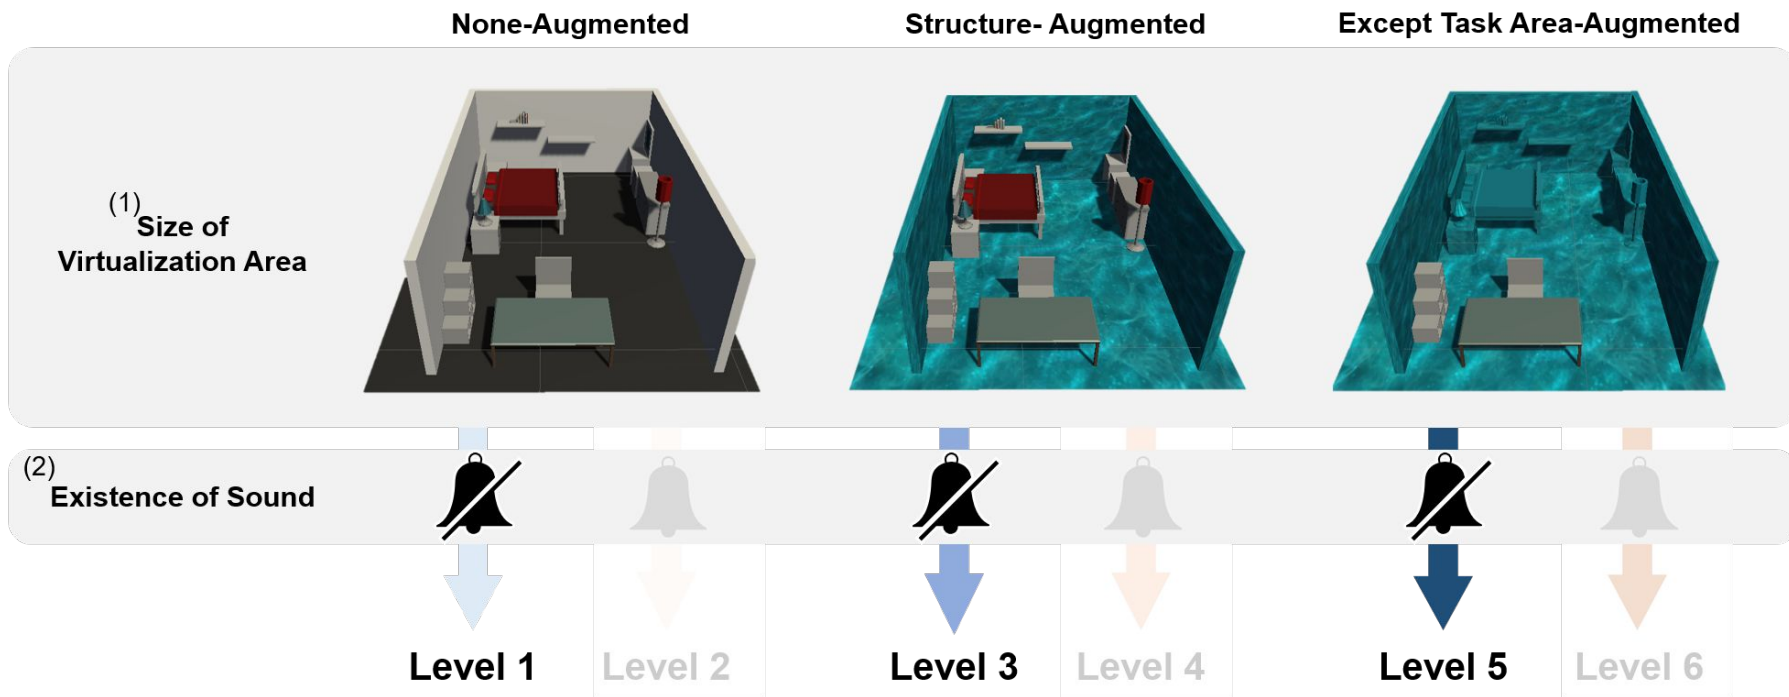 None-Augmented
Structure- Augmented
Except Task Area-Augmented
(1)
Size of
Virtualization Area
(2)
Existence of Sound
Level 1
Level 2
Level 3
Level 4
Level 5
Level 6